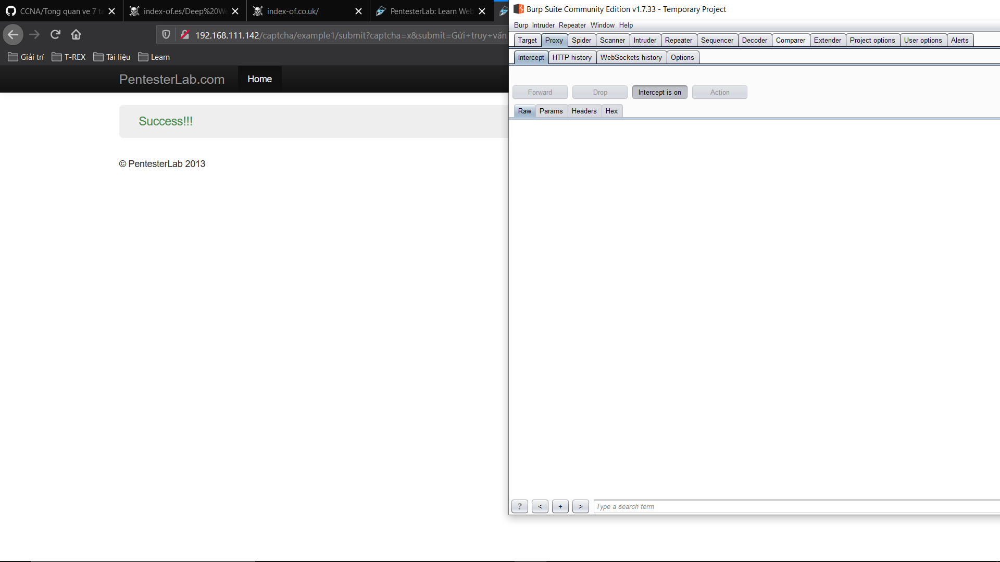 CCNA/Tong quan ve 7 ta
index-of.es/Deep%20We
index-of.co.uk/
PentesterLab: Learn Web
192.168.111.142/captcha/example1/submit?captcha=x&submit=Gửi+truy+vấn
Giải trí
T-REX
Tài liệu
Learn
PentesterLab.com
Home
Success!!!
© PentesterLab 2013
Burp Suite Community Edition v1.7.33 - Temporary Project
Burp Intruder Repeater Window Help
Target Proxy Spider Scanner Intruder Repeater Sequencer Decoder Comparer Extender Project options User options Alerts
Intercept HTTP history WebSockets history Options
Forward Drop Intercept is on Action
Raw Params Headers Hex
? < + > Type a search term